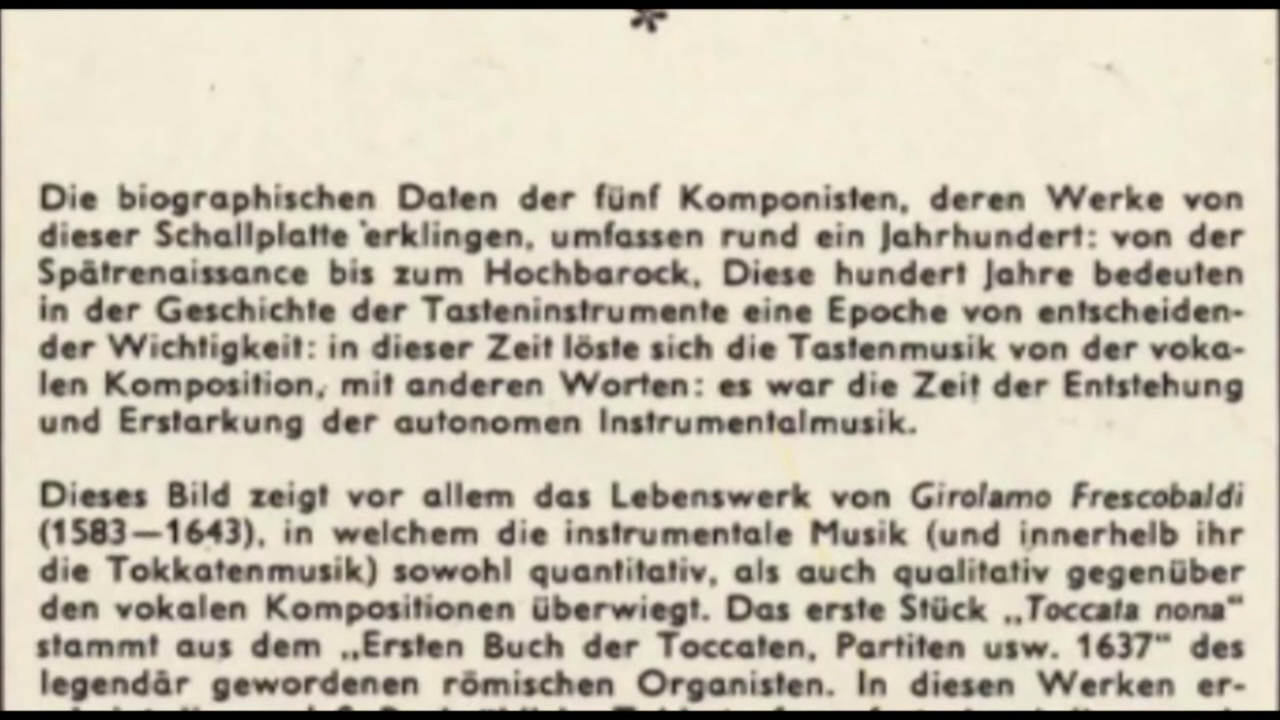 *
Die biographischen Daten der fünf Komponisten, deren Werke von
dieser Schallplatte erklingen, umfassen rund ein Jahrhundert: von der
Spätrenaissance bis zum Hochbarock. Diese hundert Jahre bedeuten
in der Geschichte der Tasteninstrumente eine Epoche von entscheiden-
der Wichtigkeit: in dieser Zeit löste sich die Tastenmusik von der voka-
len Komposition, mit anderen Worten: es war die Zeit der Entstehung
und Erstarkung der autonomen Instrumentalmusik.
Dieses Bild zeigt vor allem das Lebenswerk von Girolamo Frescobaldi
(1583—1643), in welchem die instrumentale Musik (und innerhelb ihr
die Tokkatenmusik) sowohl quantitativ, als auch qualitativ gegenüber
den vokalen Kompositionen überwiegt. Das erste Stück „Toccata nona“
stammt aus dem „Ersten Buch der Toccaten, Partiten usw. 1637“ des
legendär gewordenen römischen Organisten. In diesen Werken er-